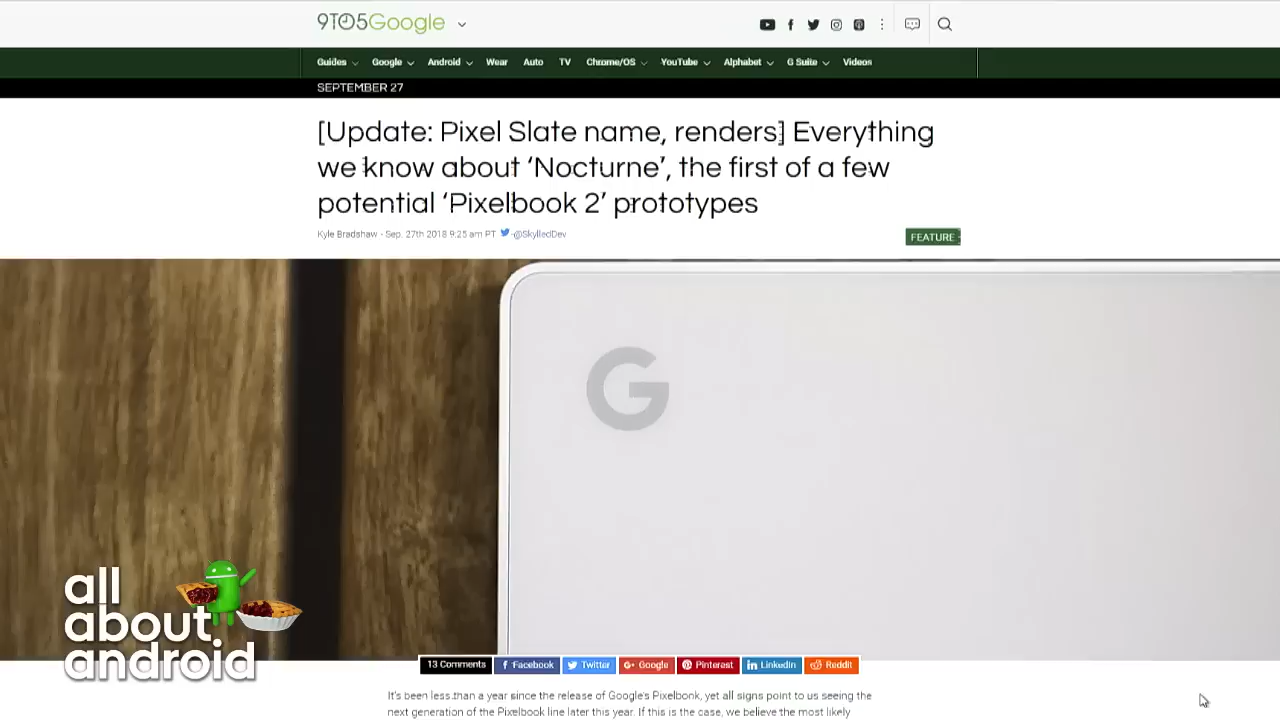 9TO5Google
Guides Google Android Wear Auto TV Chrome/OS YouTube Alphabet G Suite Videos
SEPTEMBER 27
[Update: Pixel Slate name, renders] Everything
we know about ‘Nocturne’, the first of a few
potential ‘Pixelbook 2’ prototypes
Kyle Bradshaw - Sep. 27th 2018 9:25 am PT @SkylledDev
FEATURE
G
all
about
android
13 Comments Facebook Twitter Google Pinterest LinkedIn Reddit
It's been less than a year since the release of Google's Pixelbook, yet all signs point to us seeing the
next generation of the Pixelbook line later this year. If this is the case, we believe the most likely